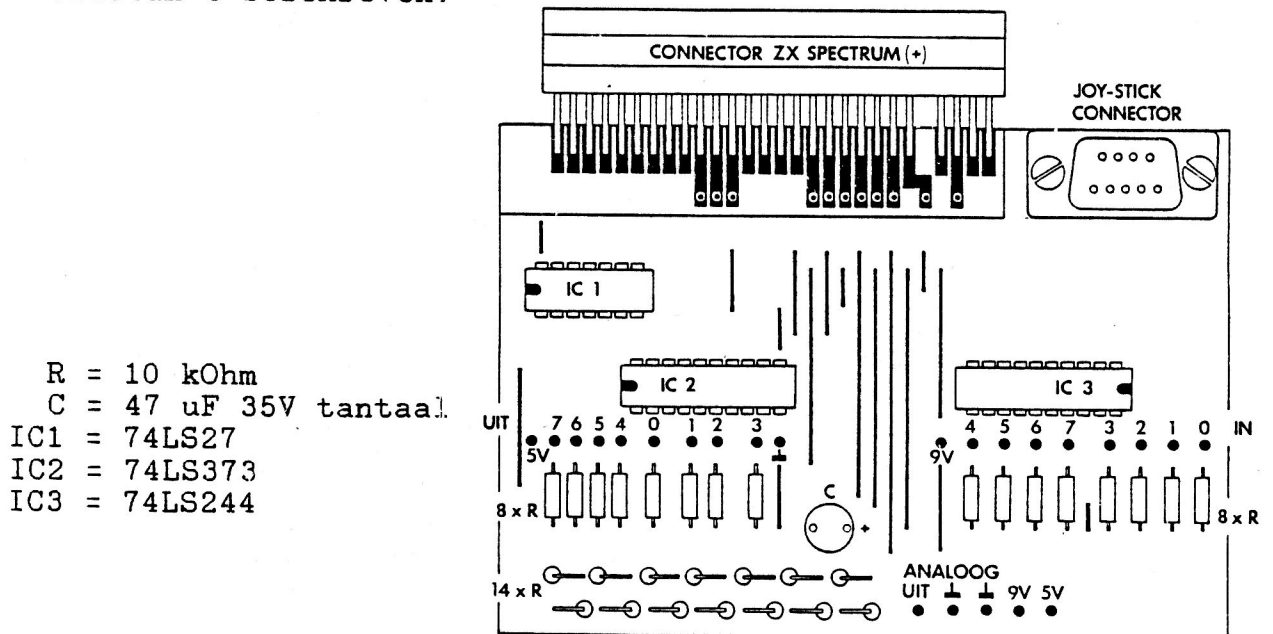 CONNECTOR ZX SPECTRUM (+)
JOY-STICK
CONNECTOR
IC 1
R = 10 kOhm
C = 47 uF 35V tantaal
IC1 = 74LS27
IC2 = 74LS373
IC3 = 74LS244
IC 2
IC 3
UIT 7 6 5 4 0 1 2 3
4 5 6 7 3 2 1 0 IN
5V
9V
8 x R
C
+
8 x R
14 x R
ANALOOG
UIT 9V 5V